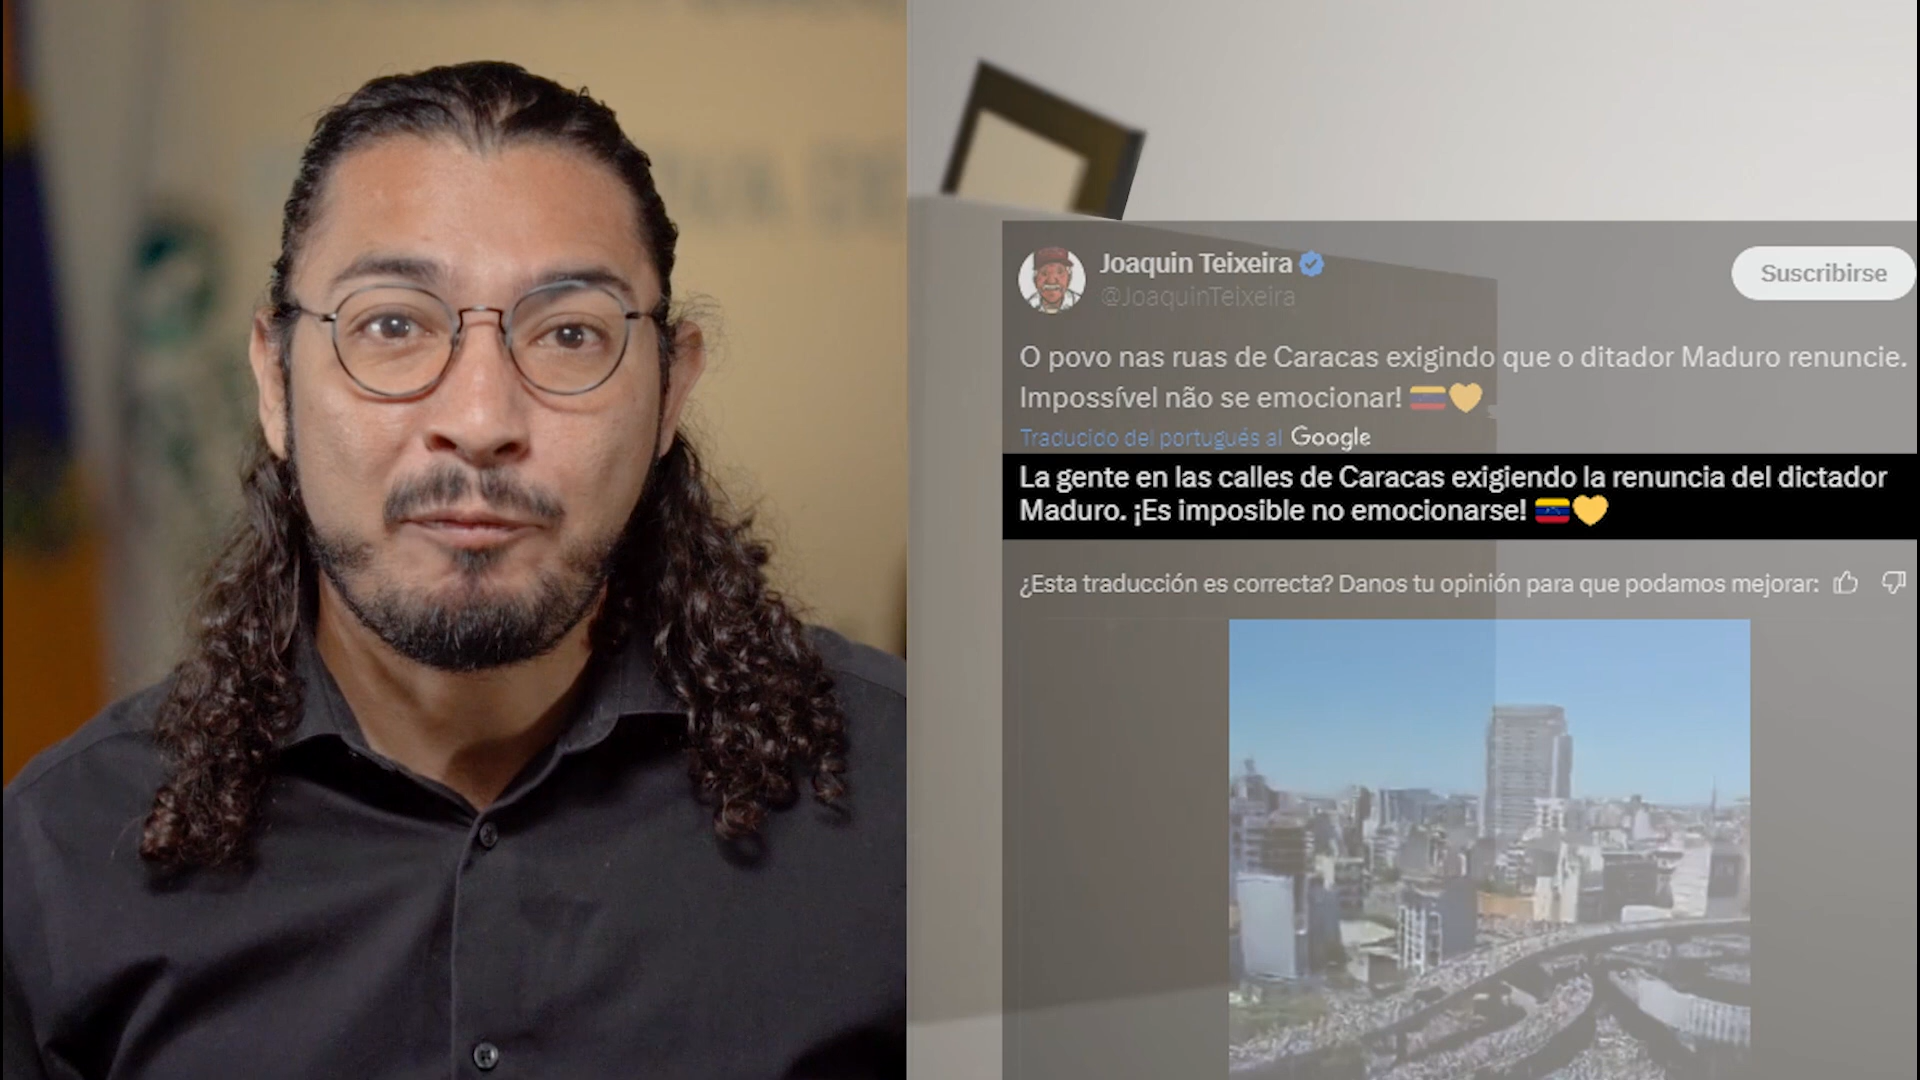 Joaquin Teixeira
@JoaquinTeixeira
Suscribirse
O povo nas ruas de Caracas exigindo que o ditador Maduro renuncie.
Impossível não se emocionar! 🇻🇪💛
Traducido del portugués al Google
La gente en las calles de Caracas exigiendo la renuncia del dictador
Maduro. ¡Es imposible no emocionarse! 🇻🇪💛
¿Esta traducción es correcta? Danos tu opinión para que podamos mejorar: